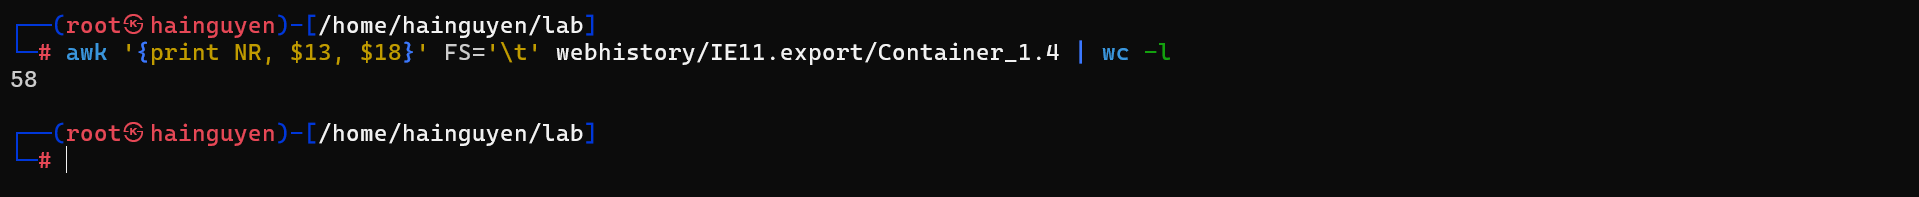 ┌──(root㉿hainguyen)-[/home/hainguyen/lab]
└─# awk '{print NR, $13, $18}' FS='\t' webhistory/IE11.export/Container_1.4 | wc -l
58
┌──(root㉿hainguyen)-[/home/hainguyen/lab]
└─#